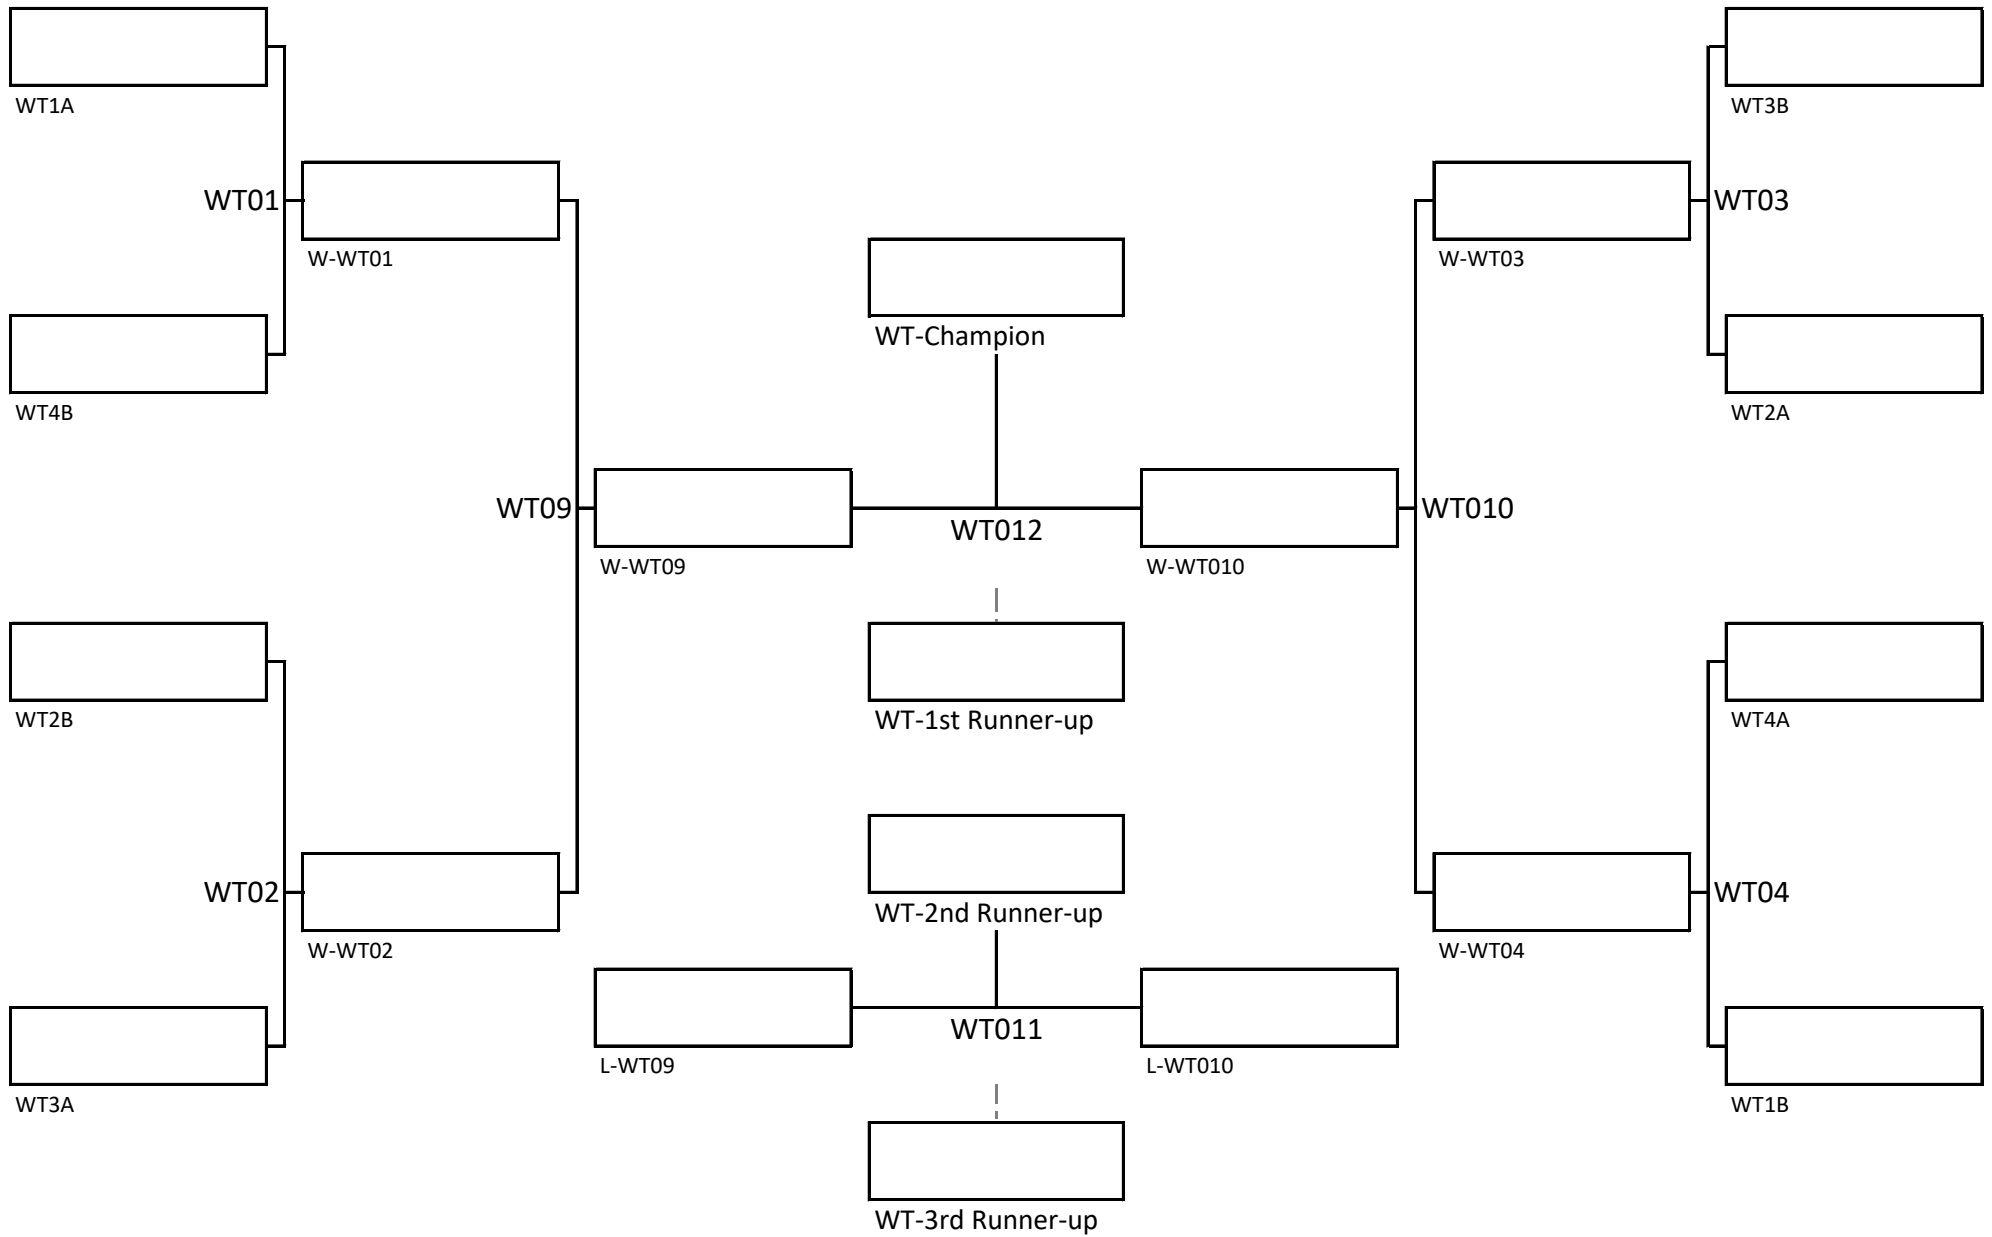 WT1A
WT3B
WT01
WT03
W-WT01
W-WT03
WT-Champion
WT4B
WT2A
WT09
WT012
WT010
W-WT09
W-WT010
WT2B
WT-1st Runner-up
WT4A
WT02
WT-2nd Runner-up
WT04
W-WT02
W-WT04
WT011
L-WT09
L-WT010
WT3A
WT1B
WT-3rd Runner-up